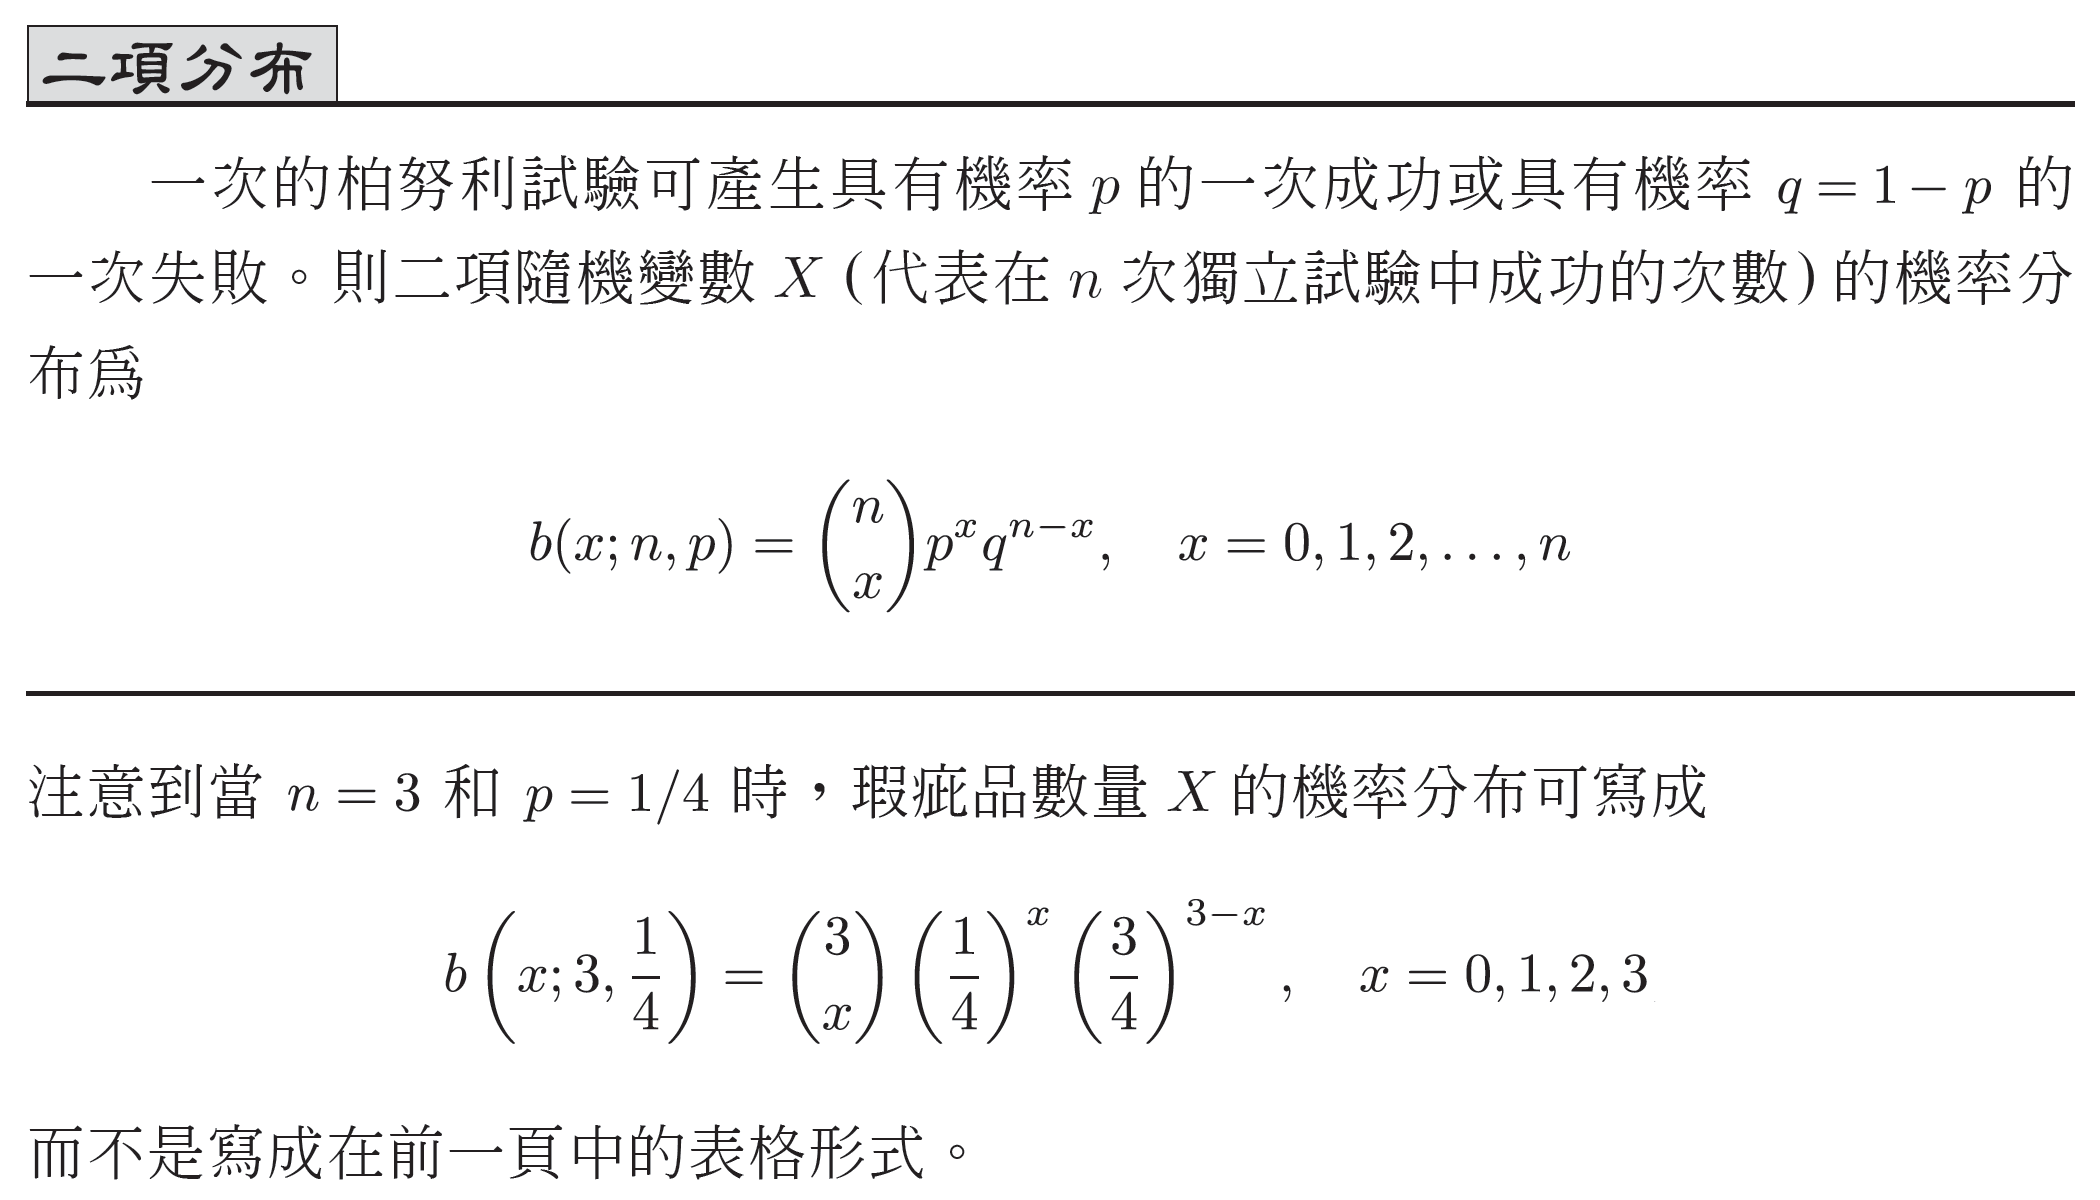 二項分布
一次的柏努利試驗可產生具有機率 p 的一次成功或具有機率 q = 1 − p 的
一次失敗。則二項隨機變數 X (代表在 n 次獨立試驗中成功的次數) 的機率分
布爲
b(x; n, p) = \binom{n}{x} p^x q^{n−x}, x = 0, 1, 2, . . . , n
注意到當 n = 3 和 p = 1/4 時，瑕疵品數量 X 的機率分布可寫成
b\left(x; 3, \frac{1}{4}\right) = \binom{3}{x} \left(\frac{1}{4}\right)^x \left(\frac{3}{4}\right)^{3−x}, x = 0, 1, 2, 3
而不是寫成在前一頁中的表格形式。